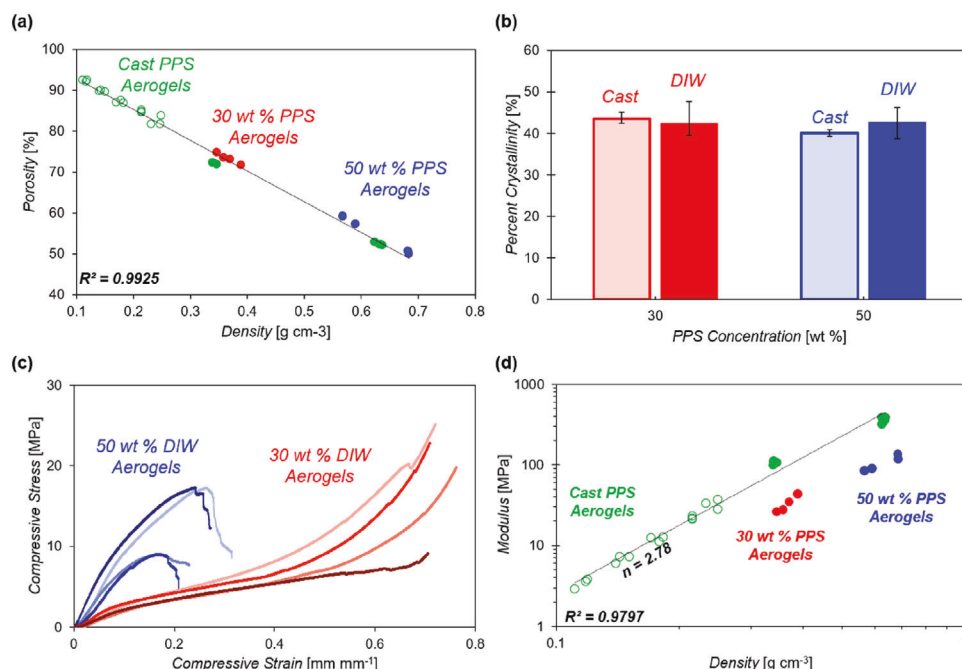 (a)
100
90
80
70
60
50
40
0.1
0.2
0.3
0.4
0.5
0.6
0.7
0.8
Porosity [%]
Density [g cm-3]
Cast PPS
Aerogels
30 wt % PPS
Aerogels
50 wt % PPS
Aerogels
R² = 0.9925
(b)
60
50
40
30
20
10
0
Percent Crystallinity [%]
Cast
DIW
Cast
DIW
30
50
PPS Concentration [wt %]
(c)
30
20
10
0
0
0.2
0.4
0.6
0.8
Compressive Stress [MPa]
Compressive Strain [mm mm⁻¹]
50 wt % DIW
Aerogels
30 wt % DIW
Aerogels
(d)
1000
100
10
1
0.1
Modulus [MPa]
Density [g cm⁻³]
Cast PPS
Aerogels
n = 2.78
30 wt % PPS
Aerogels
50 wt % PPS
Aerogels
R² = 0.9797